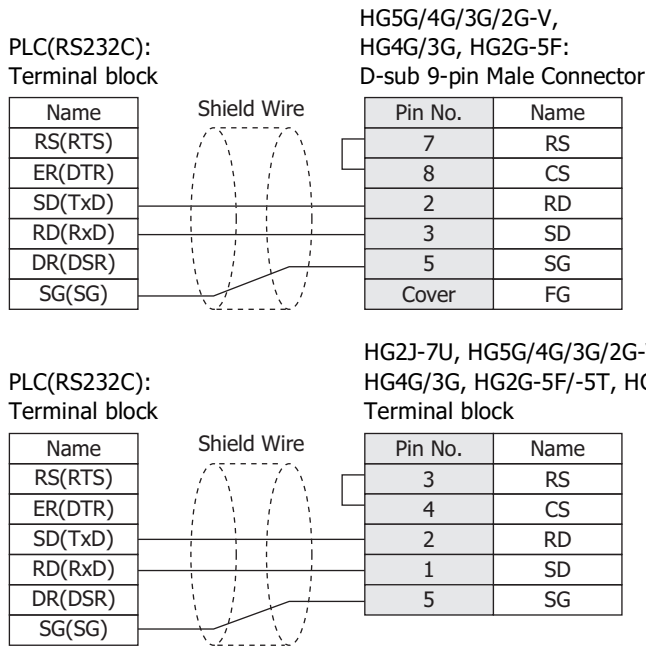 HG5G/4G/3G/2G-V,
PLC(RS232C): HG4G/3G, HG2G-5F:
Terminal block D-sub 9-pin Male Connector
Name Shield Wire Pin No. Name
RS(RTS) 7 RS
ER(DTR) 8 CS
SD(TxD) 2 RD
RD(RxD) 3 SD
DR(DSR) 5 SG
SG(SG) Cover FG
HG2J-7U, HG5G/4G/3G/2G-
PLC(RS232C): HG4G/3G, HG2G-5F/-5T,
Terminal block Terminal block
Name Shield Wire Pin No. Name
RS(RTS) 3 RS
ER(DTR) 4 CS
SD(TxD) 2 RD
RD(RxD) 1 SD
DR(DSR) 5 SG
SG(SG)